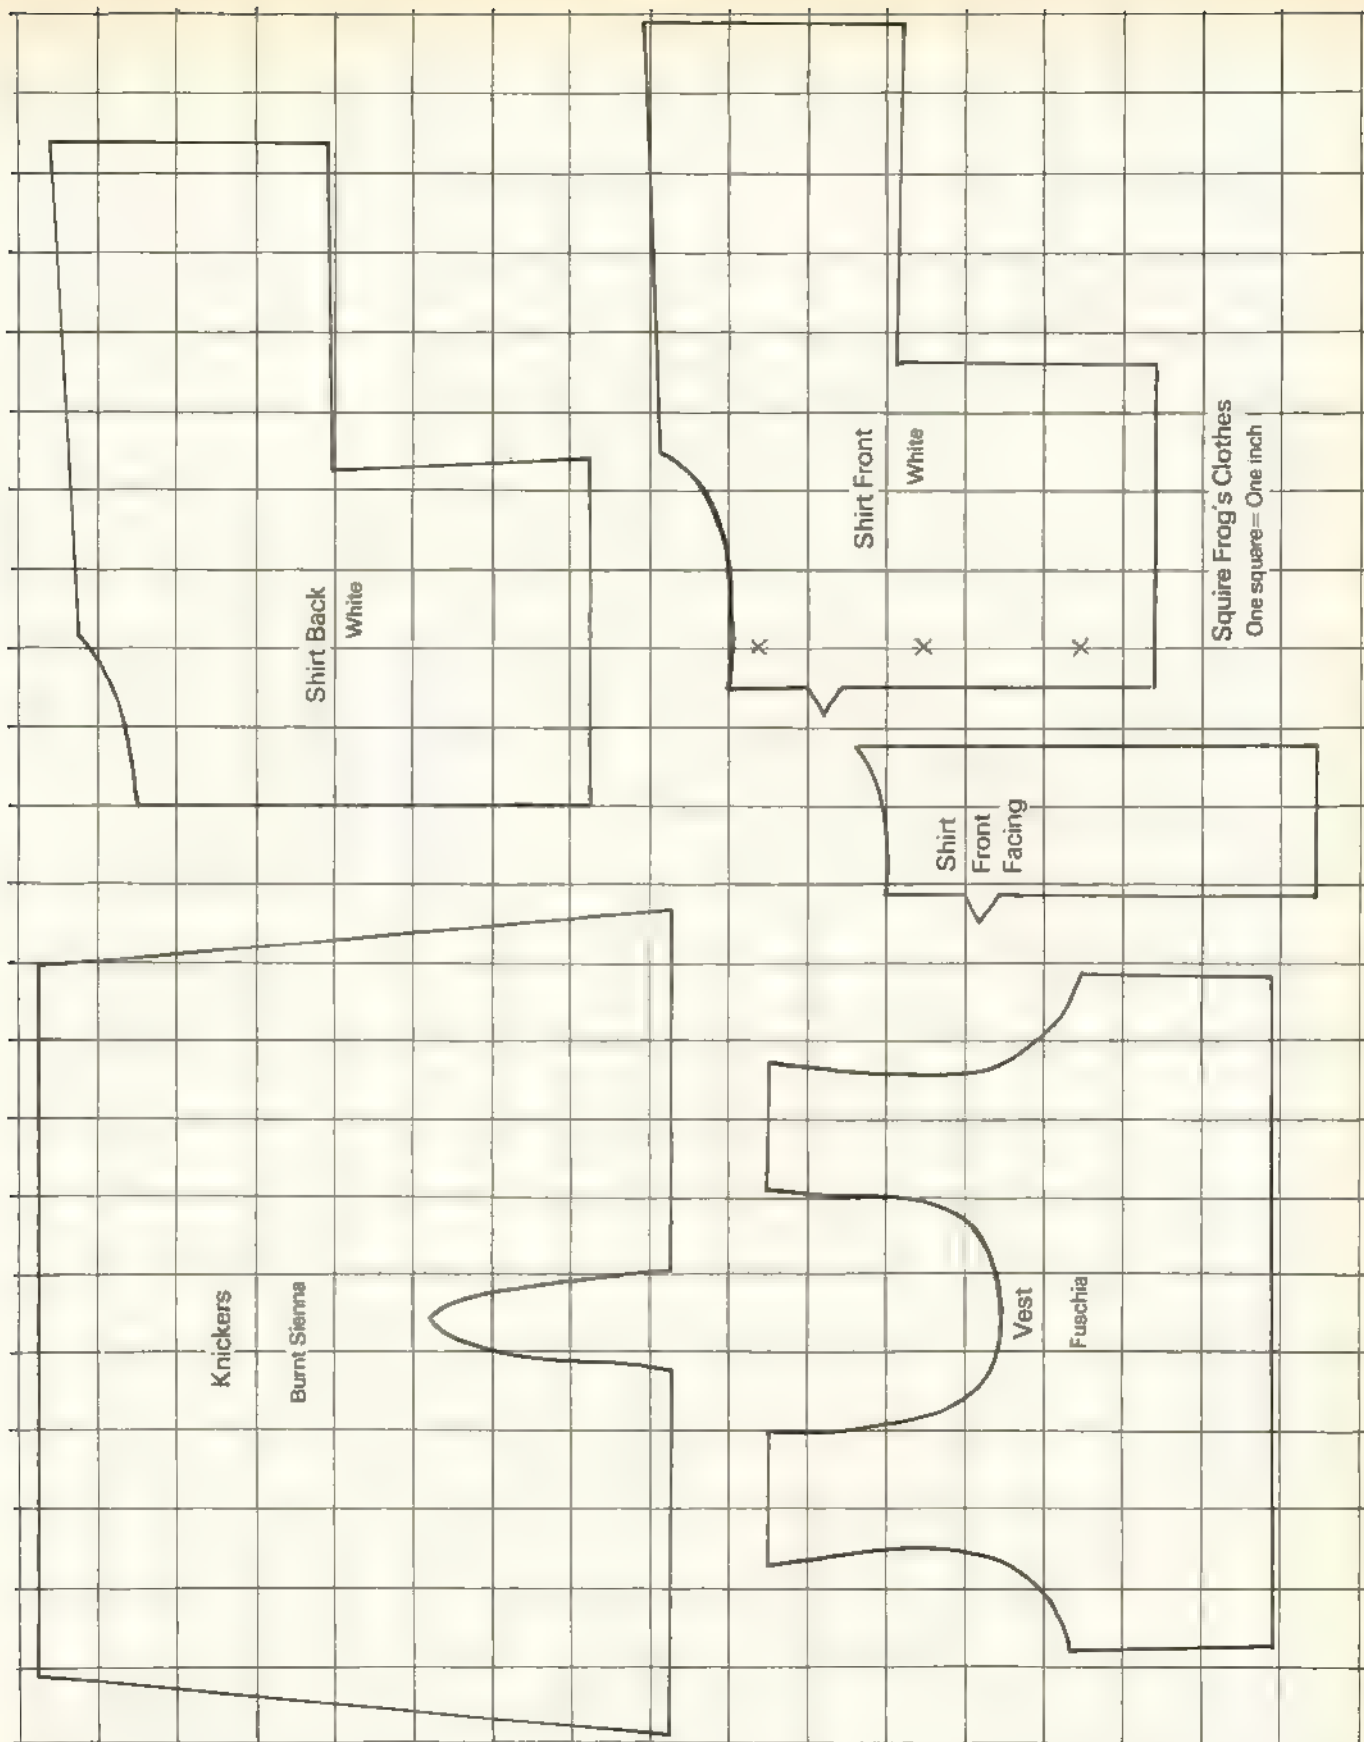 Shirt Back
White
Shirt Front
White
x
x
x
Squire Frog's Clothes
One square= One inch
Shirt
Front
Facing
Knickers
Burnt Sienna
Vest
Fuschia